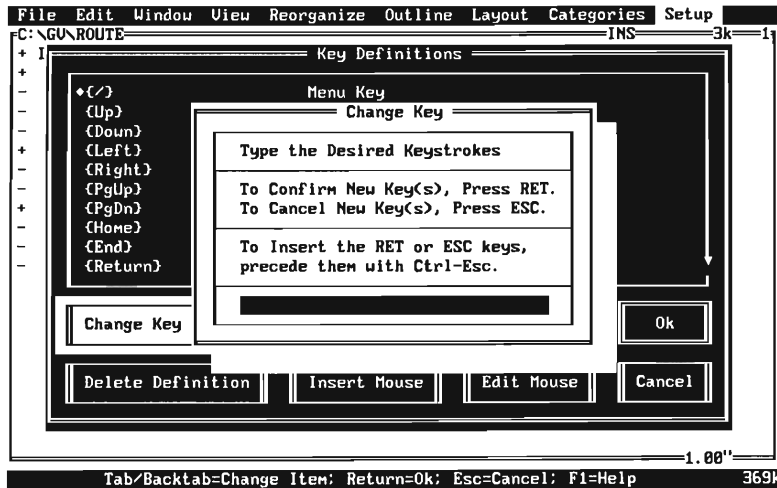 File Edit Window View Reorganize Outline Layout Categories Setup
C:\GV\ROUTE INS 3k 1
+ I Key Definitions
+
- ♦{/} Menu Key
- {Up} Change Key
- {Down}
+ {Left} Type the Desired Keystrokes
- {Right}
- {PgUp} To Confirm New Key(s), Press RET.
+ {PgDn} To Cancel New Key(s), Press ESC.
- {Home}
- {End} To Insert the RET or ESC keys,
- {Return} precede them with Ctrl-Esc.
Change Key Ok
Delete Definition Insert Mouse Edit Mouse Cancel
1.00"
Tab/Backtab=Change Item; Return=Ok; Esc=Cancel; F1=Help 369